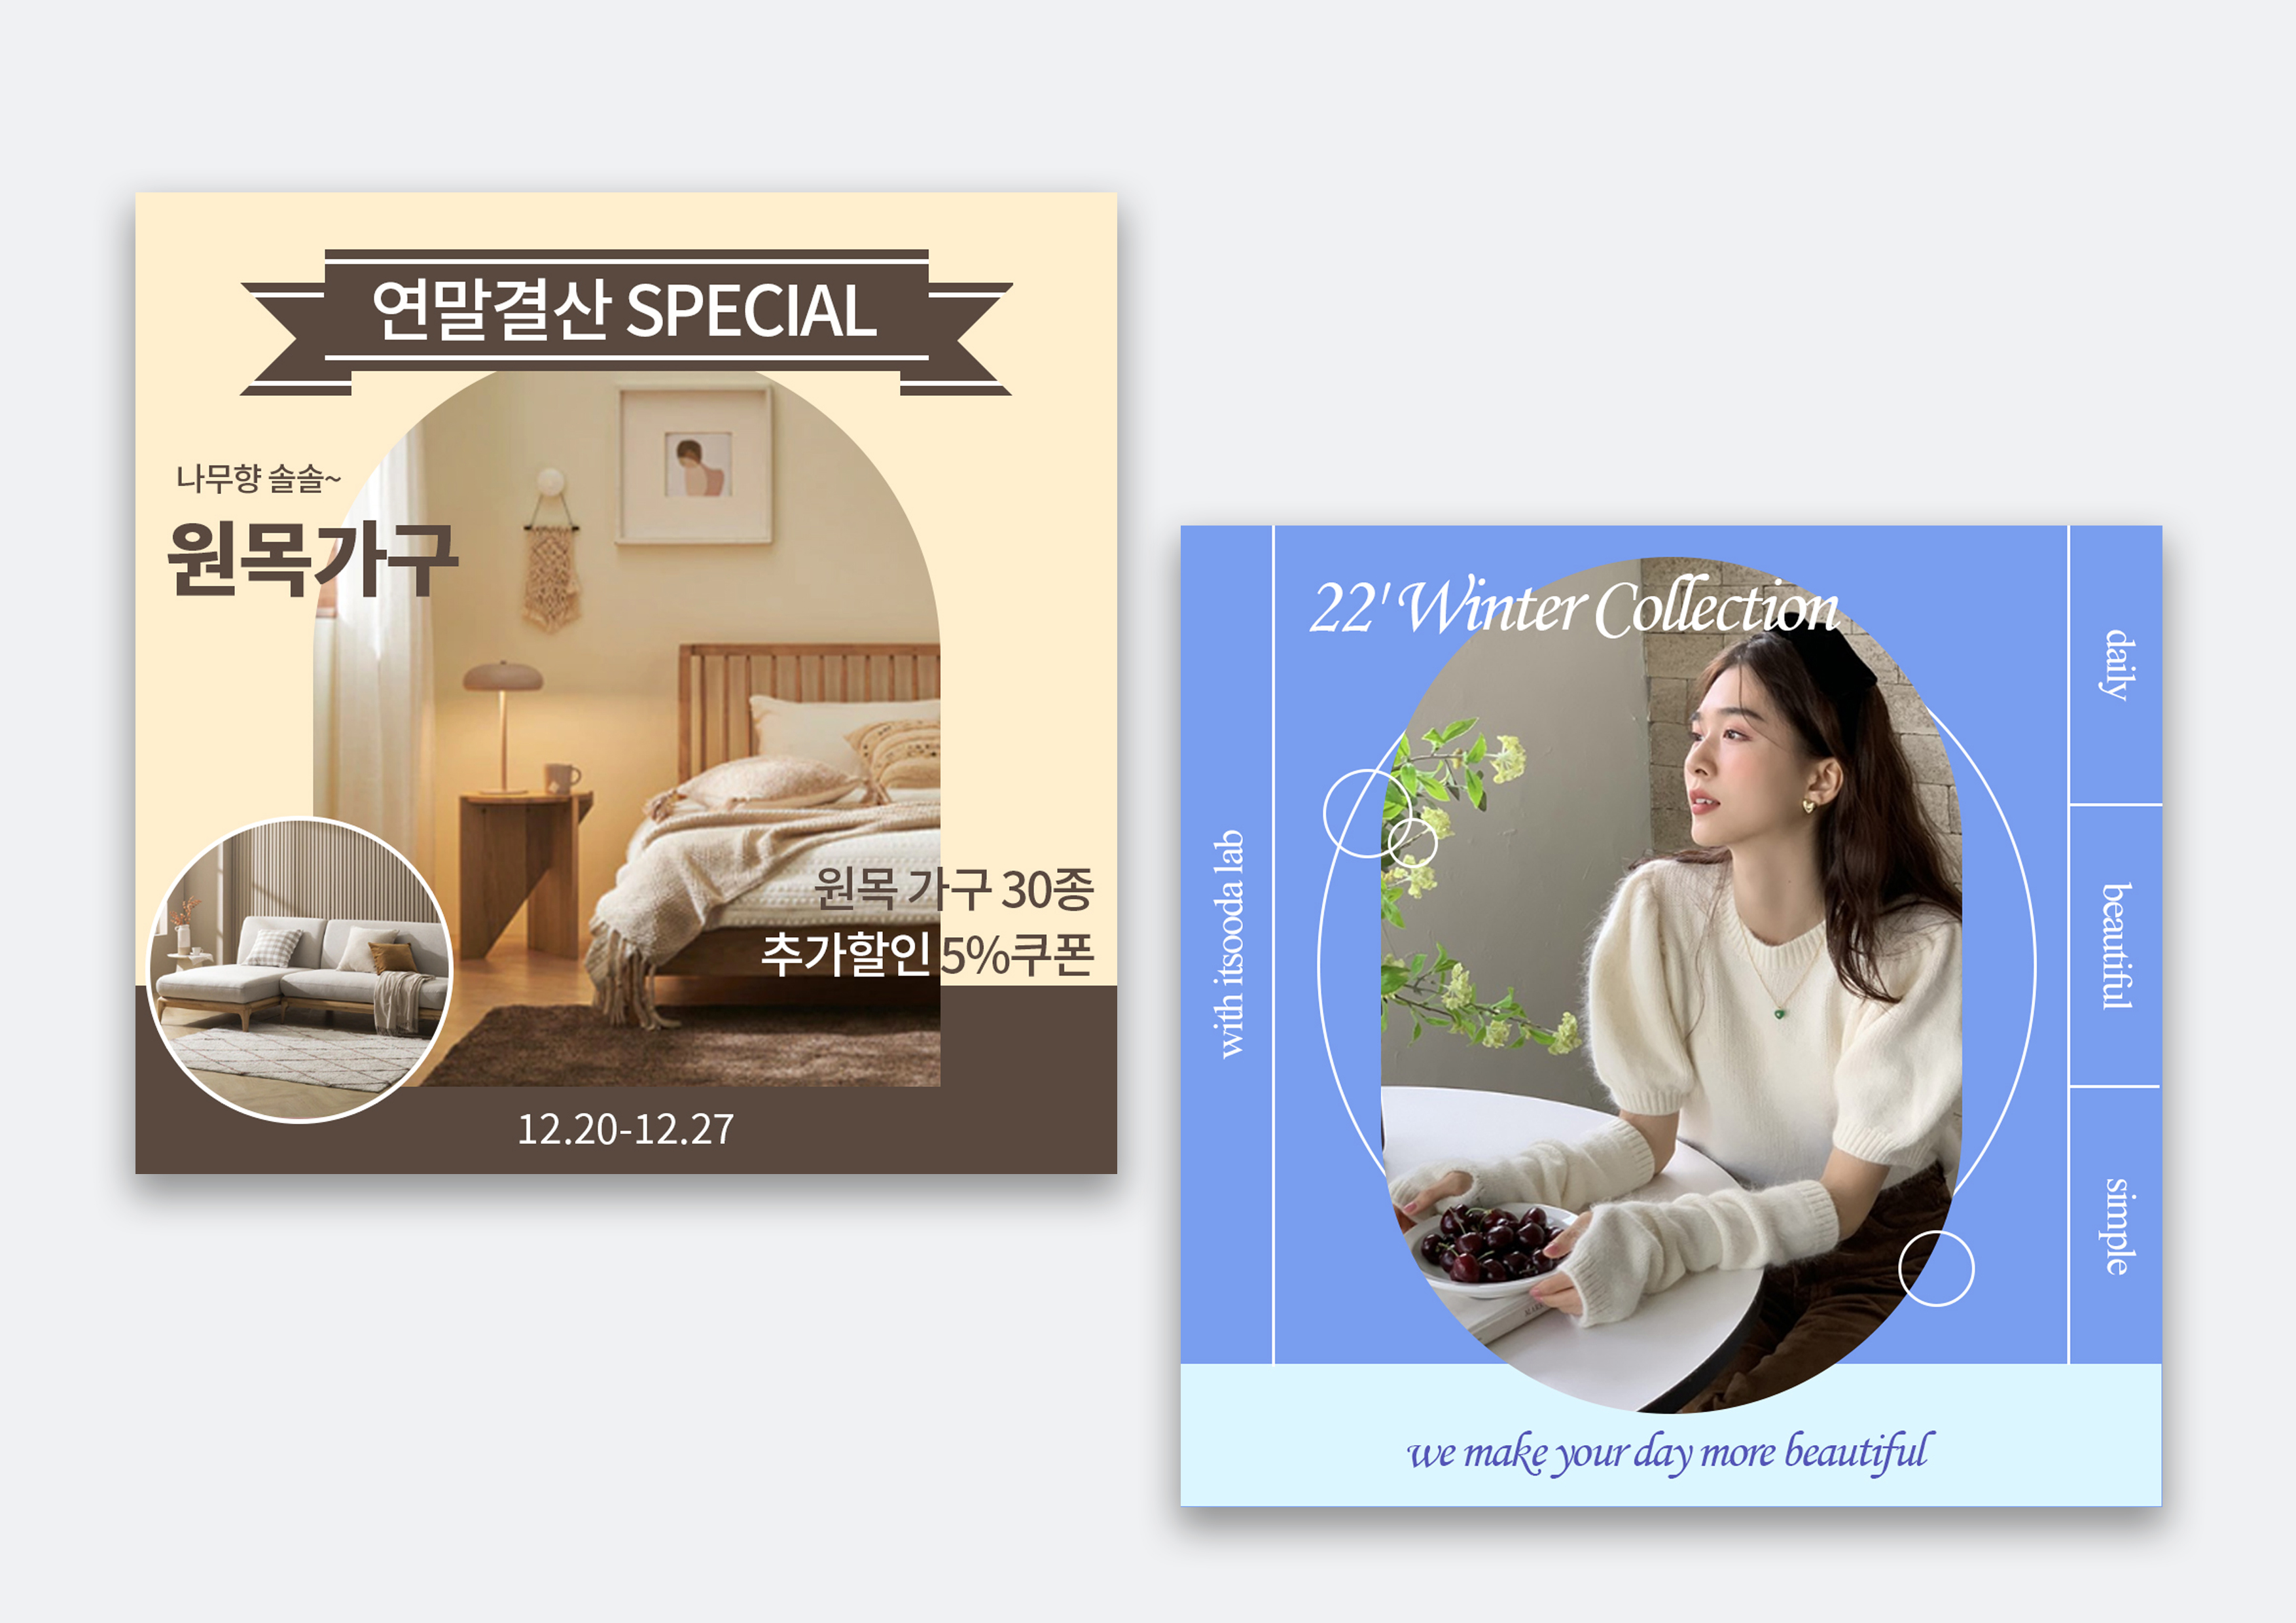 연말결산 SPECIAL
나무향 솔솔~
원목가구
원목 가구 30종
추가할인 5%쿠폰
12.20-12.27
22' Winter Collection
with itsooda lab
daily
beautiful
simple
we make your day more beautiful